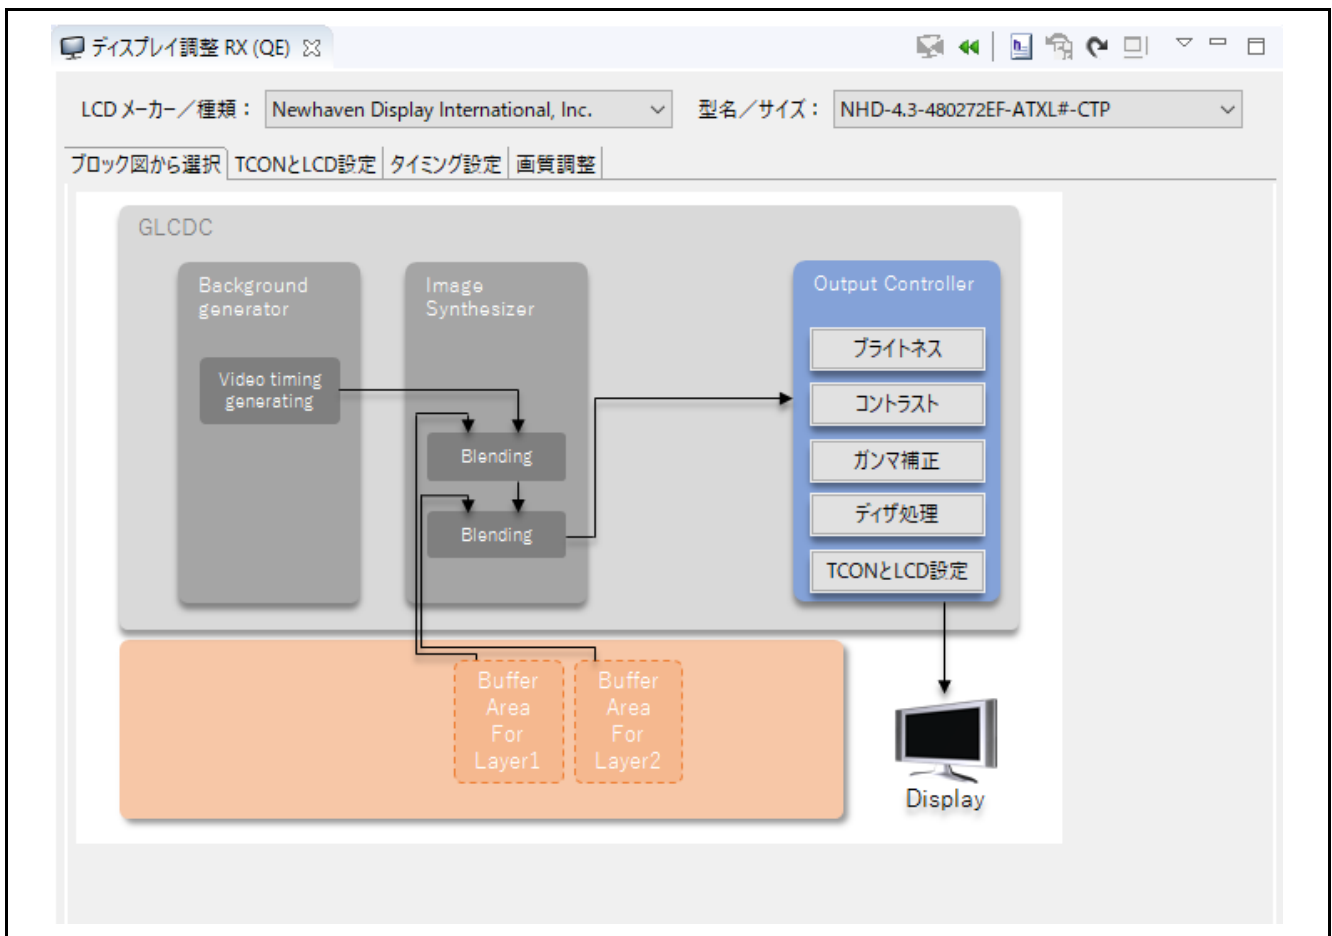 ディスプレイ調整 RX (QE)
LCD メーカー／種類： Newhaven Display International, Inc. 型名／サイズ： NHD-4.3-480272EF-ATXL#-CTP
ブロック図から選択 TCONとLCD設定 タイミング設定 画質調整
GLCDC
Background
generator
Video timing
generating
Image
Synthesizer
Blending
Blending
Output Controller
ブライトネス
コントラスト
ガンマ補正
ディザ処理
TCONとLCD設定
Buffer
Area
For
Layer1
Buffer
Area
For
Layer2
Display